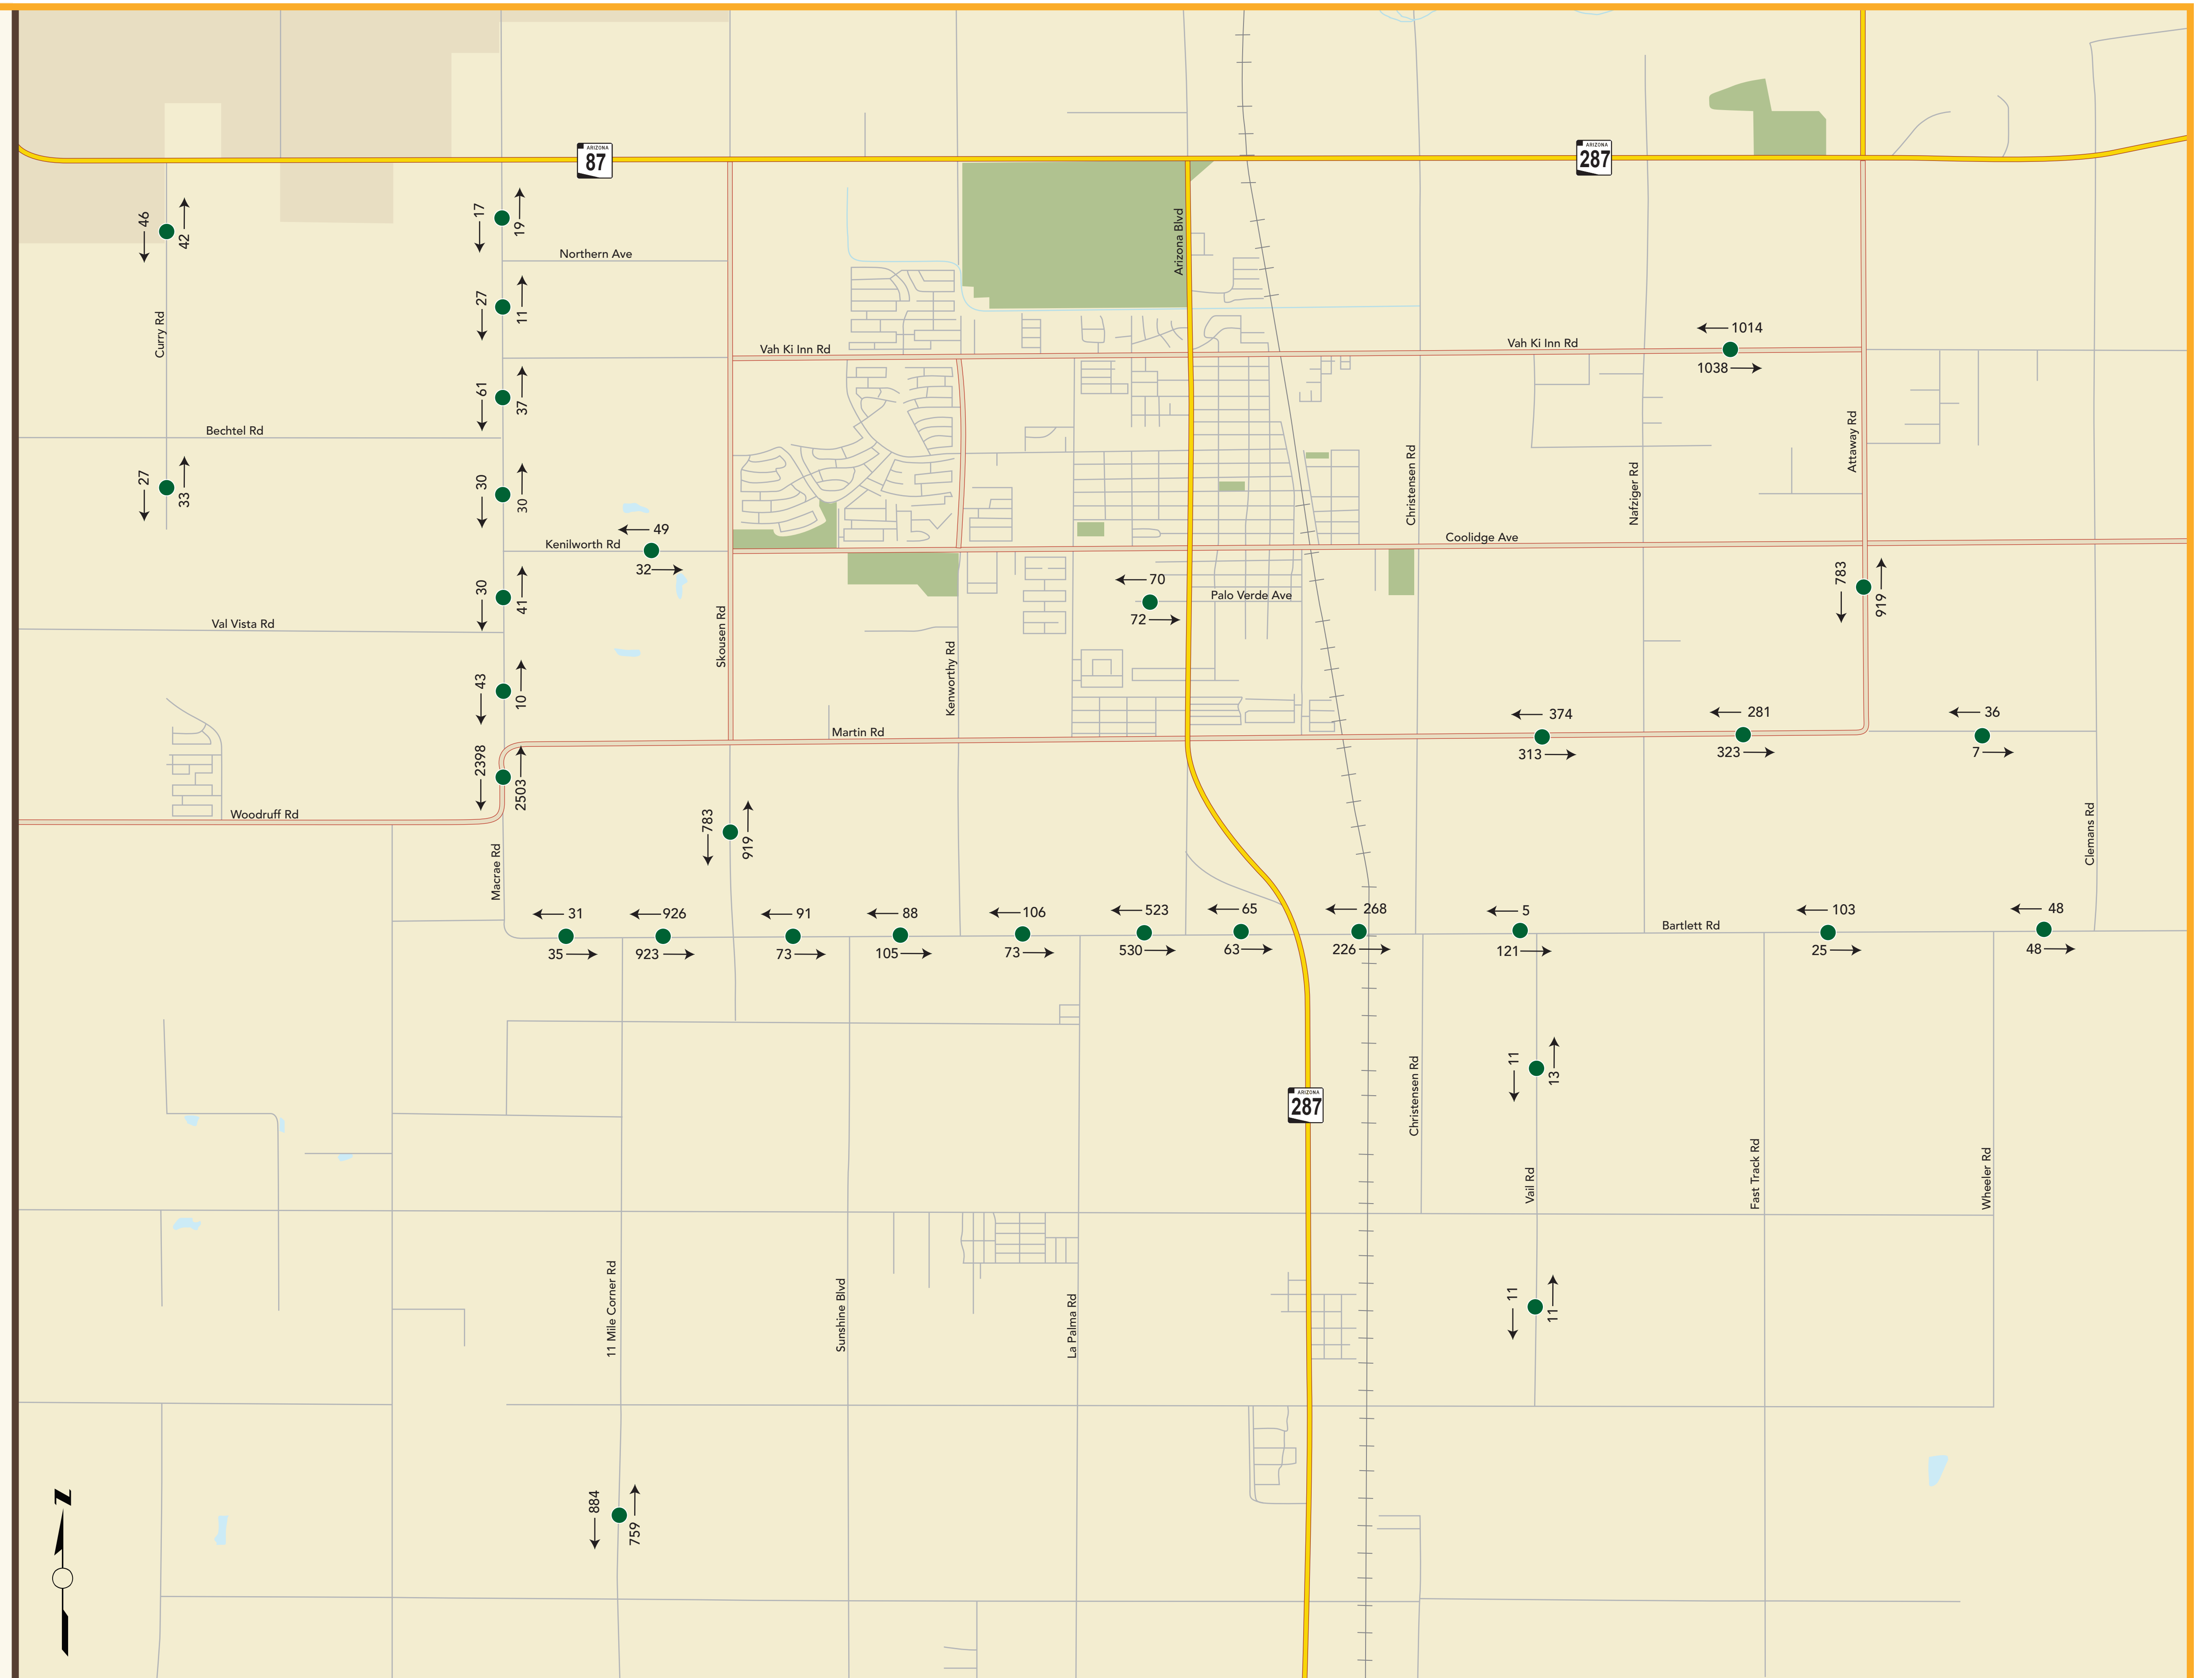 ARIZONA
87
ARIZONA
287
46
42
17
19
Arizona Blvd
Northern Ave
27
11
Curry Rd
1014
Vah Ki Inn Rd
Vah Ki Inn Rd
1038
61
37
Bechtel Rd
Attaway Rd
Christensen Rd
Nafziger Rd
27
33
30
30
49
Kenilworth Rd
32
Coolidge Ave
30
41
70
Palo Verde Ave
72
783
919
Val Vista Rd
Skousen Rd
Kenworthy Rd
43
10
374
281
36
Martin Rd
313
323
7
2398
2503
Woodruff Rd
783
919
Clemans Rd
Macrae Rd
31
926
91
88
106
523
65
268
5
103
48
Bartlett Rd
35
923
73
105
73
530
63
226
121
25
48
11
13
ARIZONA
287
Christensen Rd
Vail Rd
Fast Track Rd
Wheeler Rd
11 Mile Corner Rd
Sunshine Blvd
La Palma Rd
11
11
884
759
N